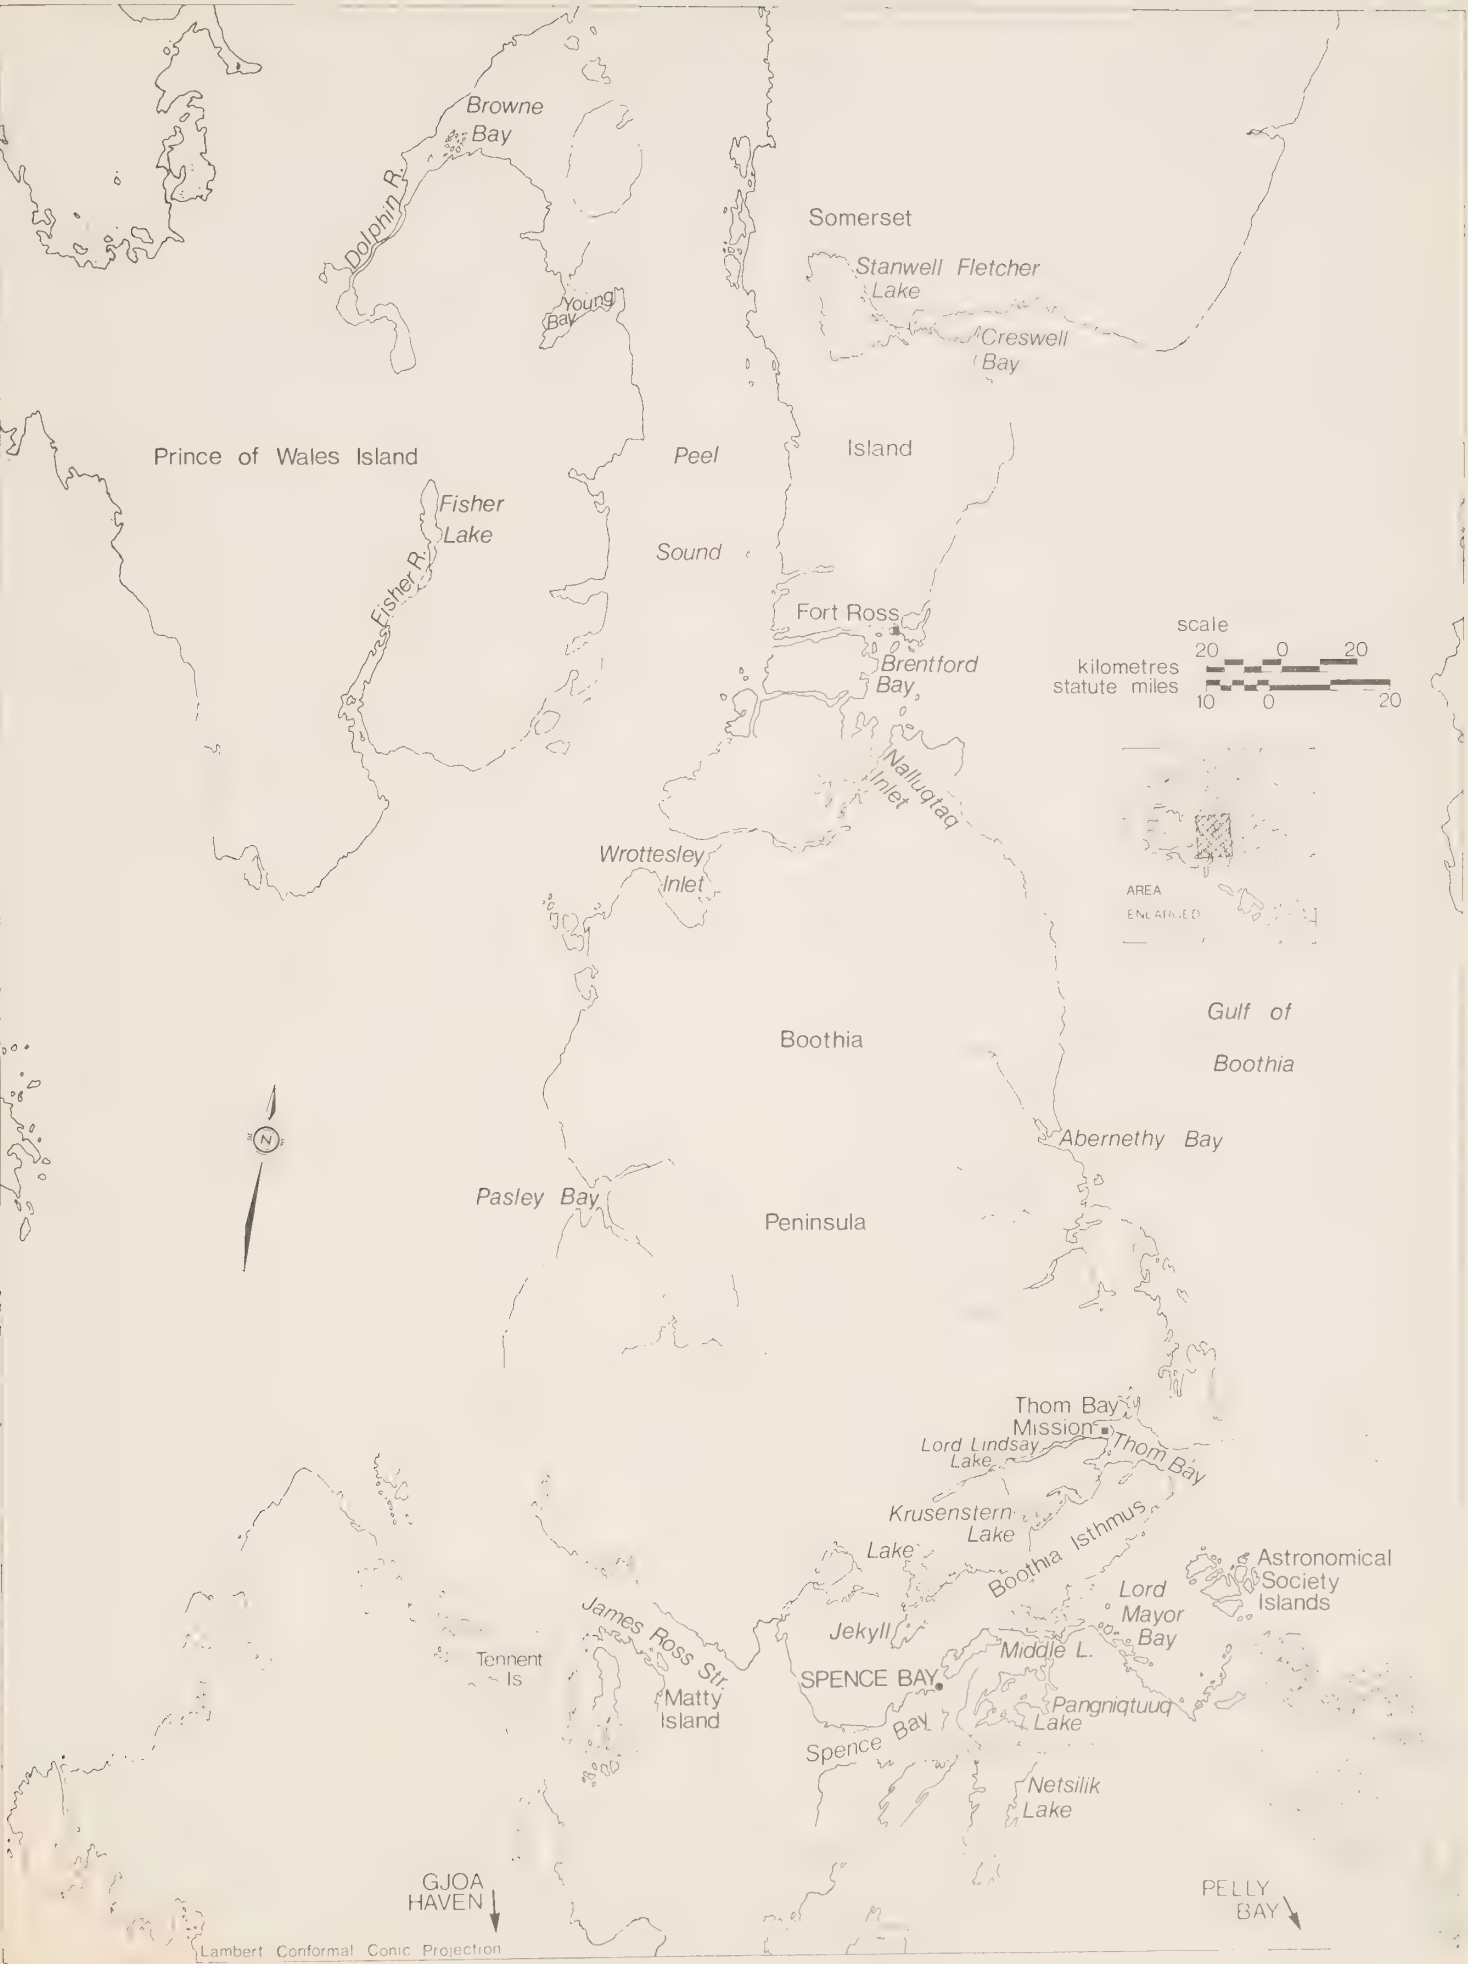 Browne
Bay
Dolphin R.
Somerset
Stanwell Fletcher
Lake
Young
Bay
Creswell
Bay
Prince of Wales Island
Peel
Island
Fisher
Lake
Sound
Fisher R.
Fort Ross
scale
20 0 20
kilometres
statute miles
10 0 20
Brentford
Bay
Nalluqtaq
Inlet
Wrottesley
Inlet
AREA
ENLARGED
Gulf of
Boothia
Boothia
N
Abernethy Bay
Pasley Bay
Peninsula
Thom Bay
Mission
Lord Lindsay
Lake
Thom Bay
Krusenstern
Lake
Lake
Boothia Isthmus
Astronomical
Society
Islands
Lord
Mayor
Bay
James Ross Str.
Jekyll
Middle L.
Tennent
Is
SPENCE BAY
Matty
Island
Pangniqtuuq
Lake
Spence Bay
Netsilik
Lake
GJOA
HAVEN
PELLY
BAY
Lambert Conformal Conic Projection